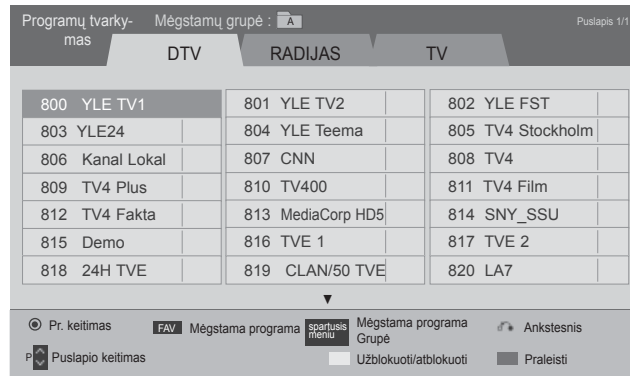 Programų tvarky-
mas
Mėgstamų grupė : A
Puslapis 1/1
DTV RADIJAS TV
800 YLE TV1 801 YLE TV2 802 YLE FST
803 YLE24 804 YLE Teema 805 TV4 Stockholm
806 Kanal Lokal 807 CNN 808 TV4
809 TV4 Plus 810 TV400 811 TV4 Film
812 TV4 Fakta 813 MediaCorp HD5 814 SNY_SSU
815 Demo 816 TVE 1 817 TVE 2
818 24H TVE 819 CLAN/50 TVE 820 LA7
▼
Pr. keitimas FAV Mėgstama programa spartusis
meniu Mėgstama programa
Grupė Ankstesnis
P Puslapio keitimas Užblokuoti/atblokuoti Praleisti